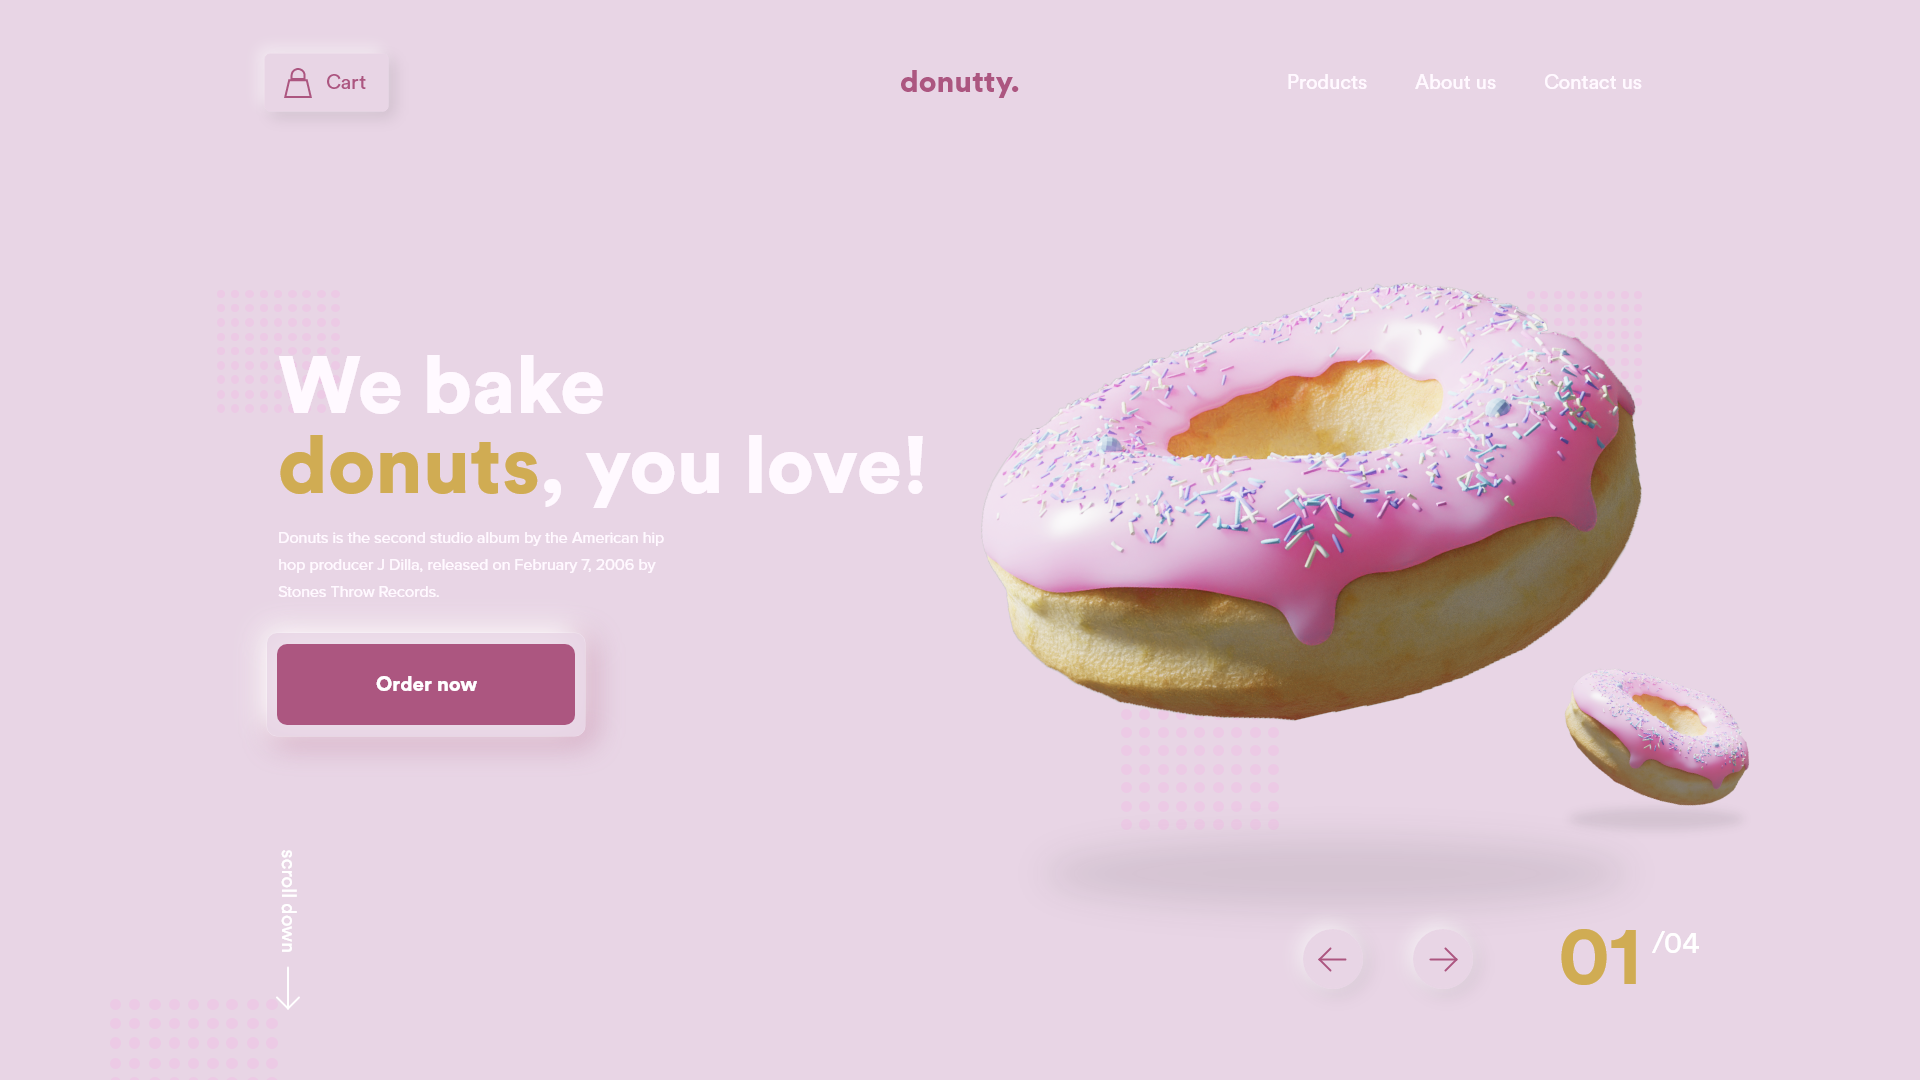 Cart
donutty.
Products
About us
Contact us
We bake
donuts, you love!
Donuts is the second studio album by the American hip
hop producer J Dilla, released on February 7, 2006 by
Stones Throw Records.
Order now
scroll down
01 /04